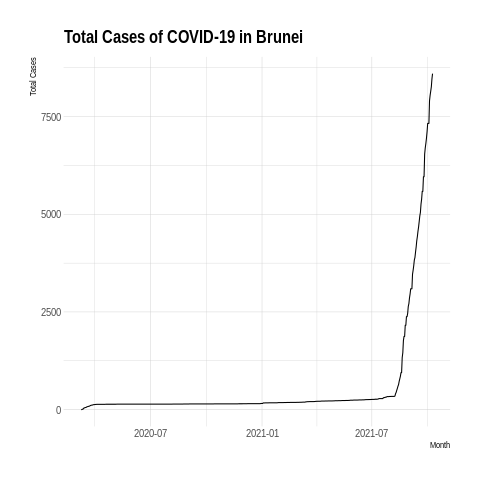 Total Cases of COVID-19 in Brunei
Total Cases
7500
5000
2500
0
2020-07 2021-01 2021-07
Month